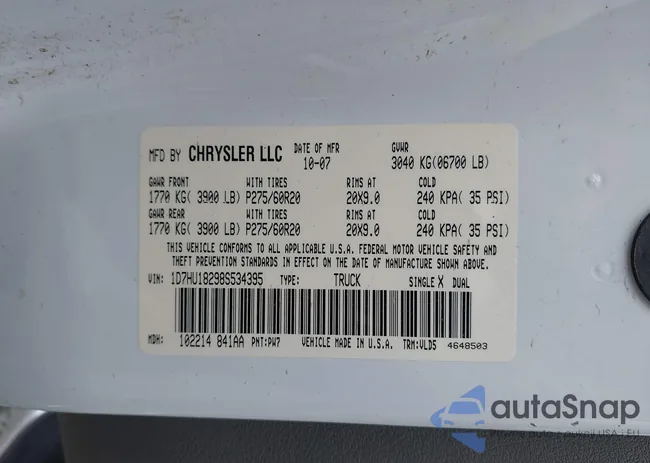 MFD BY CHRYSLER LLC DATE OF MFR 10-07 GVWR 3040 KG(06700 LB)
GAWR FRONT WITH TIRES RIMS AT COLD
1770 KG( 3900 LB) P275/60R20 20X9.0 240 KPA( 35 PSI)
GAWR REAR WITH TIRES RIMS AT COLD
1770 KG( 3900 LB) P275/60R20 20X9.0 240 KPA( 35 PSI)
THIS VEHICLE CONFORMS TO ALL APPLICABLE U.S.A. FEDERAL MOTOR VEHICLE SAFETY AND
THEFT PREVENTION STANDARDS IN EFFECT ON THE DATE OF MANUFACTURE SHOWN ABOVE.
VIN: 1D7HU18298S534395 TYPE: TRUCK SINGLE X DUAL
MDH: 102214 841AA PNT:PW7 VEHICLE MADE IN U.S.A. TRM:VLD5 4648503
autaSnap